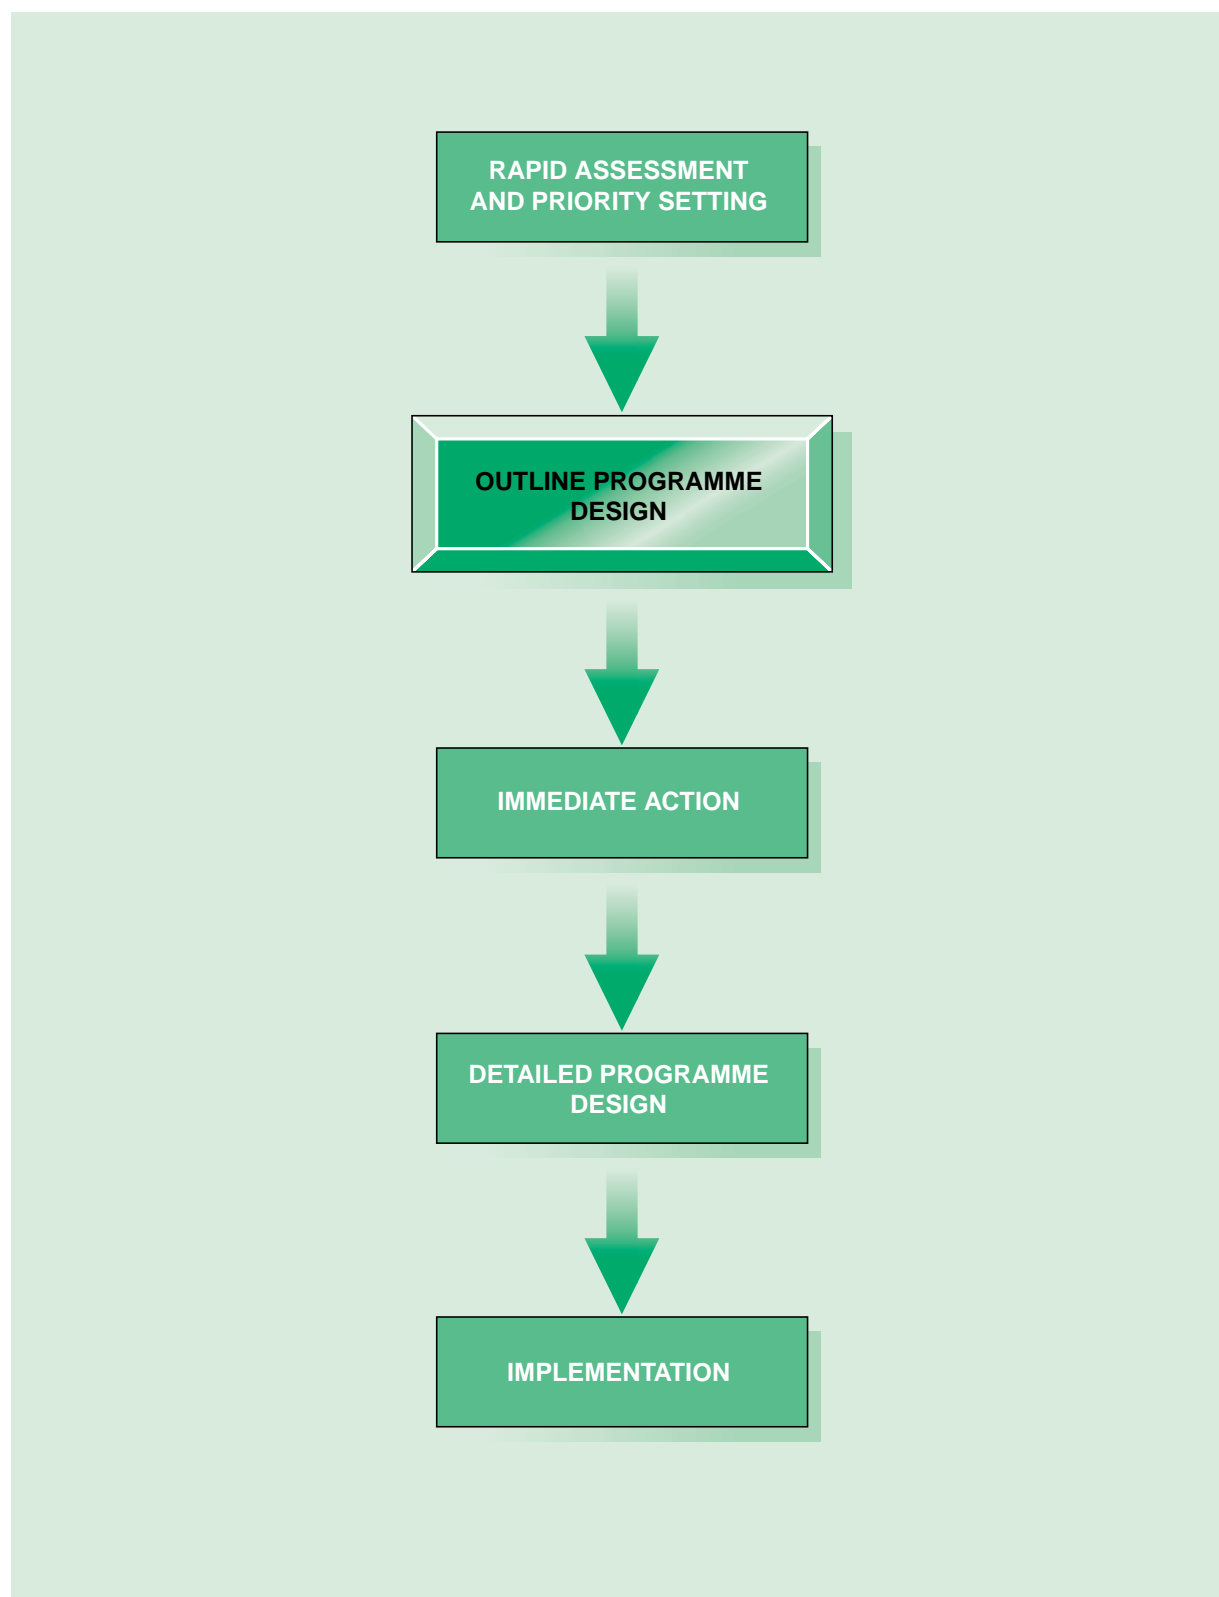 RAPID ASSESSMENT
AND PRIORITY SETTING
OUTLINE PROGRAMME
DESIGN
IMMEDIATE ACTION
DETAILED PROGRAMME
DESIGN
IMPLEMENTATION